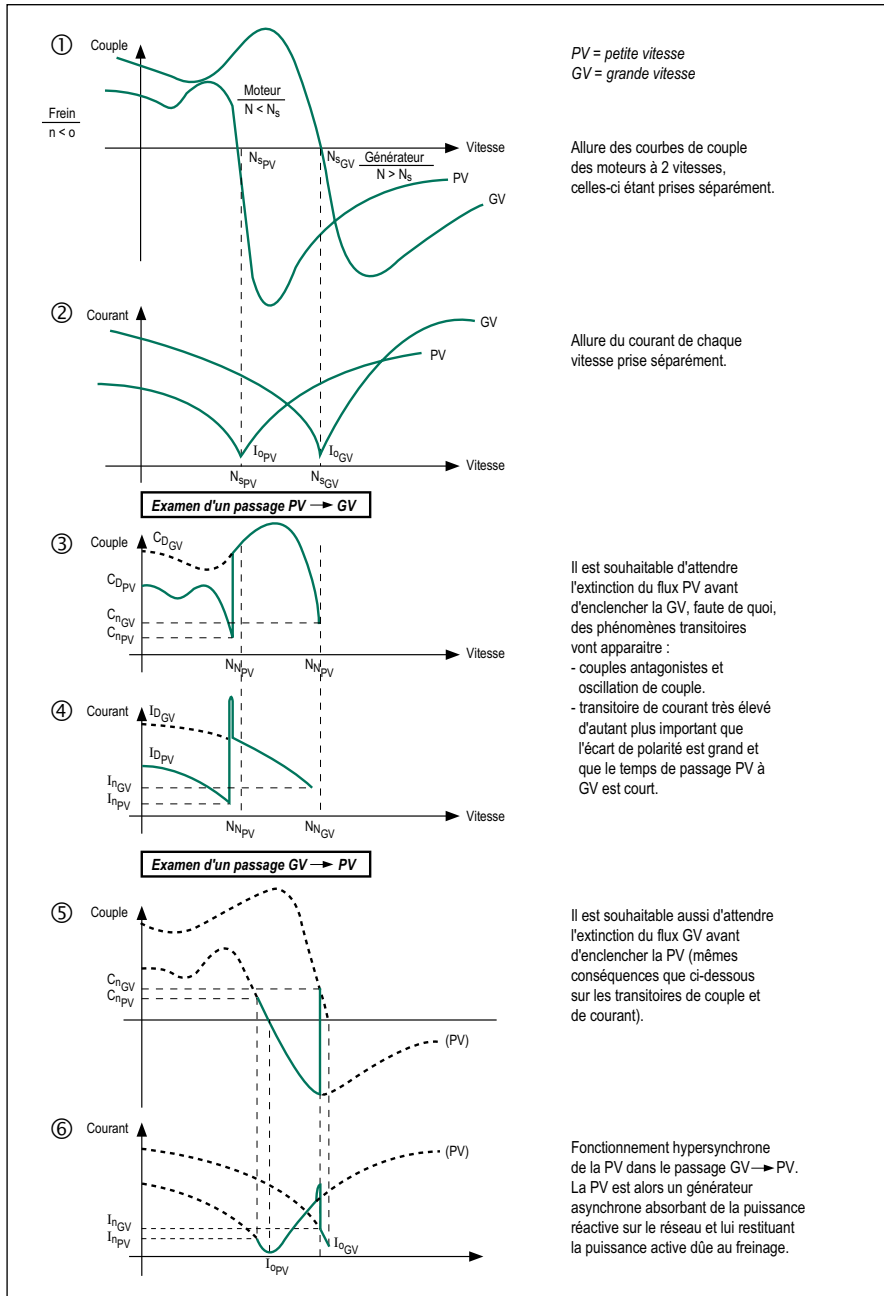 ①
Couple
PV = petite vitesse
GV = grande vitesse
Moteur
N < Ns
Frein
n < o
NsPV
NsGV
Générateur
N > Ns
Vitesse
PV
GV
Allure des courbes de couple
des moteurs à 2 vitesses,
celles-ci étant prises séparément.
②
Courant
GV
PV
IoPV
IoGV
Vitesse
NsPV
NsGV
Allure du courant de chaque
vitesse prise séparément.
Examen d'un passage PV → GV
③
Couple
CDGV
CDPV
CnGV
CnPV
Vitesse
NNPV
NNPV
Il est souhaitable d'attendre
l'extinction du flux PV avant
d'enclencher la GV, faute de quoi,
des phénomènes transitoires
vont apparaitre :
- couples antagonistes et
oscillation de couple.
- transitoire de courant très élevé
d'autant plus important que
l'écart de polarité est grand et
que le temps de passage PV à
GV est court.
④
Courant
IDGV
IDPV
InGV
InPV
Vitesse
NNPV
NNGV
Examen d'un passage GV → PV
⑤
Couple
CnGV
CnPV
(PV)
Il est souhaitable aussi d'attendre
l'extinction du flux GV avant
d'enclencher la PV (mêmes
conséquences que ci-dessous
sur les transitoires de couple et
de courant).
⑥
Courant
(PV)
InGV
InPV
IoGV
IoPV
Fonctionnement hypersynchrone
de la PV dans le passage GV → PV.
La PV est alors un générateur
asynchrone absorbant de la puissance
réactive sur le réseau et lui restituant
la puissance active dûe au freinage.